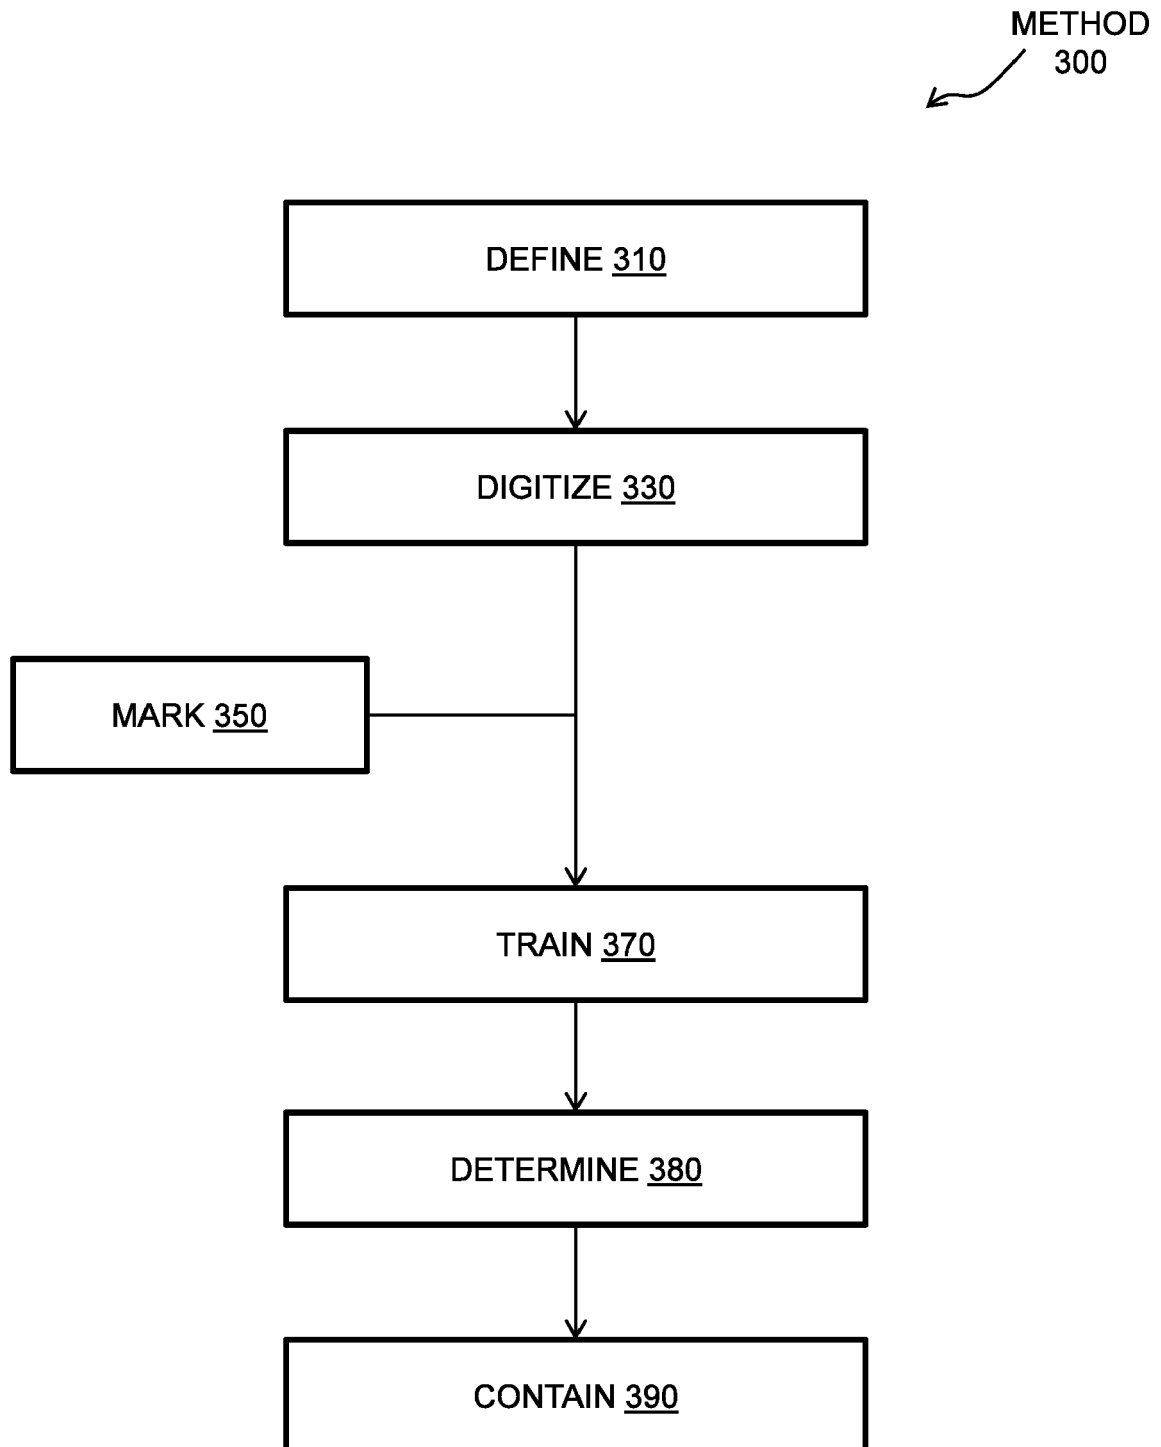 METHOD
300
DEFINE 310
DIGITIZE 330
MARK 350
TRAIN 370
DETERMINE 380
CONTAIN 390